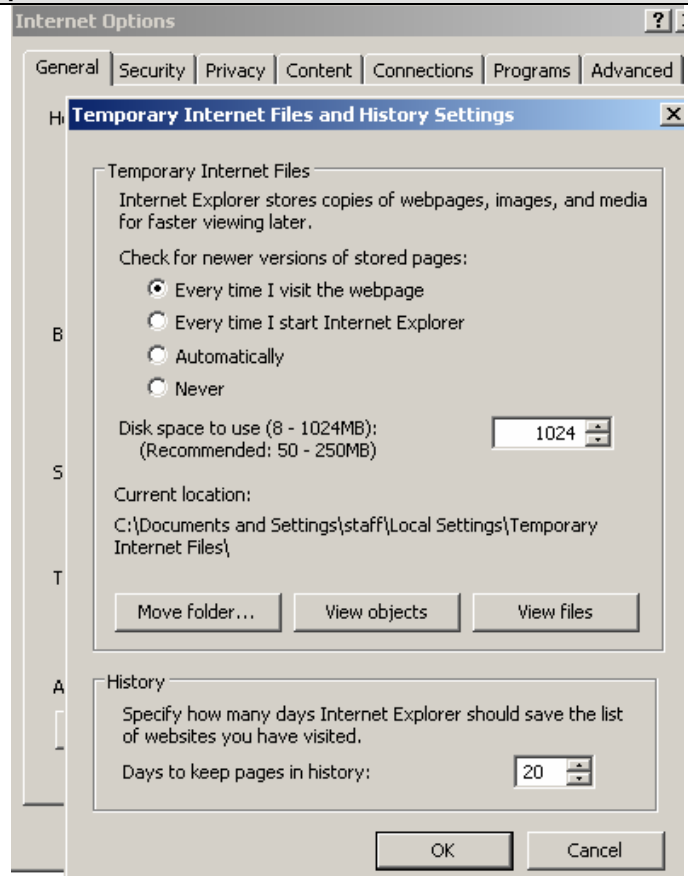 Internet Options
General Security Privacy Content Connections Programs Advanced
H
Temporary Internet Files and History Settings
Temporary Internet Files
Internet Explorer stores copies of webpages, images, and media
for faster viewing later.
Check for newer versions of stored pages:
Every time I visit the webpage
Every time I start Internet Explorer
B
Automatically
Never
Disk space to use (8 - 1024MB):
1024
(Recommended: 50 - 250MB)
S
Current location:
C:\Documents and Settings\staff\Local Settings\Temporary
Internet Files\
T
Move folder... View objects View files
A
History
Specify how many days Internet Explorer should save the list
of websites you have visited.
Days to keep pages in history: 20
OK Cancel